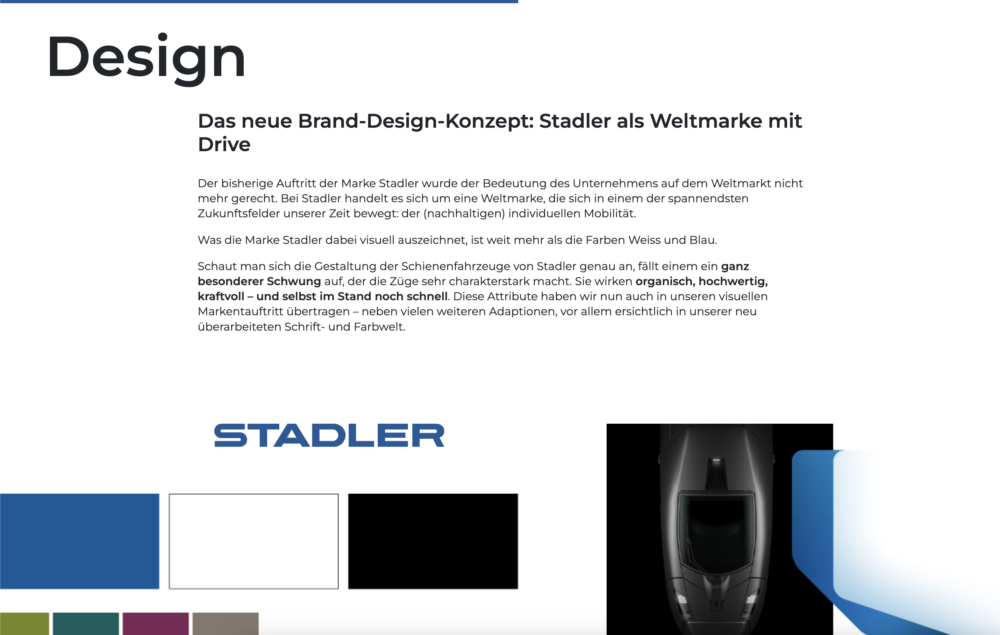 Design
Das neue Brand-Design-Konzept: Stadler als Weltmarke mit
Drive
Der bisherige Auftritt der Marke Stadler wurde der Bedeutung des Unternehmens auf dem Weltmarkt nicht
mehr gerecht. Bei Stadler handelt es sich um eine Weltmarke, die sich in einem der spannendsten
Zukunftsfelder unserer Zeit bewegt: der (nachhaltigen) individuellen Mobilität.
Was die Marke Stadler dabei visuell auszeichnet, ist weit mehr als die Farben Weiss und Blau.
Schaut man sich die Gestaltung der Schienenfahrzeuge von Stadler genau an, fällt einem ein ganz
besonderer Schwung auf, der die Züge sehr charakterstark macht. Sie wirken organisch, hochwertig,
kraftvoll – und selbst im Stand noch schnell. Diese Attribute haben wir nun auch in unseren visuellen
Markentauftritt übertragen – neben vielen weiteren Adaptionen, vor allem ersichtlich in unserer neu
überarbeiteten Schrift- und Farbwelt.
STADLER